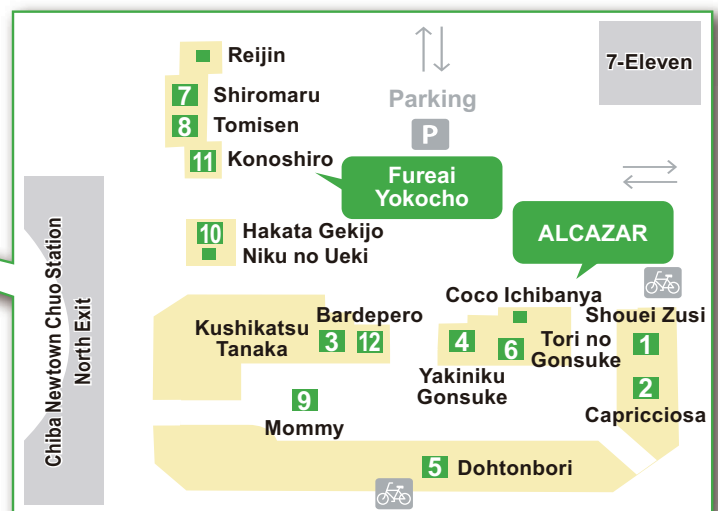 Reijin
7 Shiromaru
8 Tomisen
11 Konoshiro
Parking
P
7-Eleven
Fureai
Yokocho
ALCAZAR
10 Hakata Gekijo
Niku no Ueki
Chiba Newtown Chuo Station
North Exit
Coco Ichibanya
Shouei Zusi
1
Bardepero
Kushikatsu
Tanaka
3
12
4
6
Tori no
Gonsuke
Yakiniku
Gonsuke
2
Capricciosa
9
Mommy
5 Dohtonbori